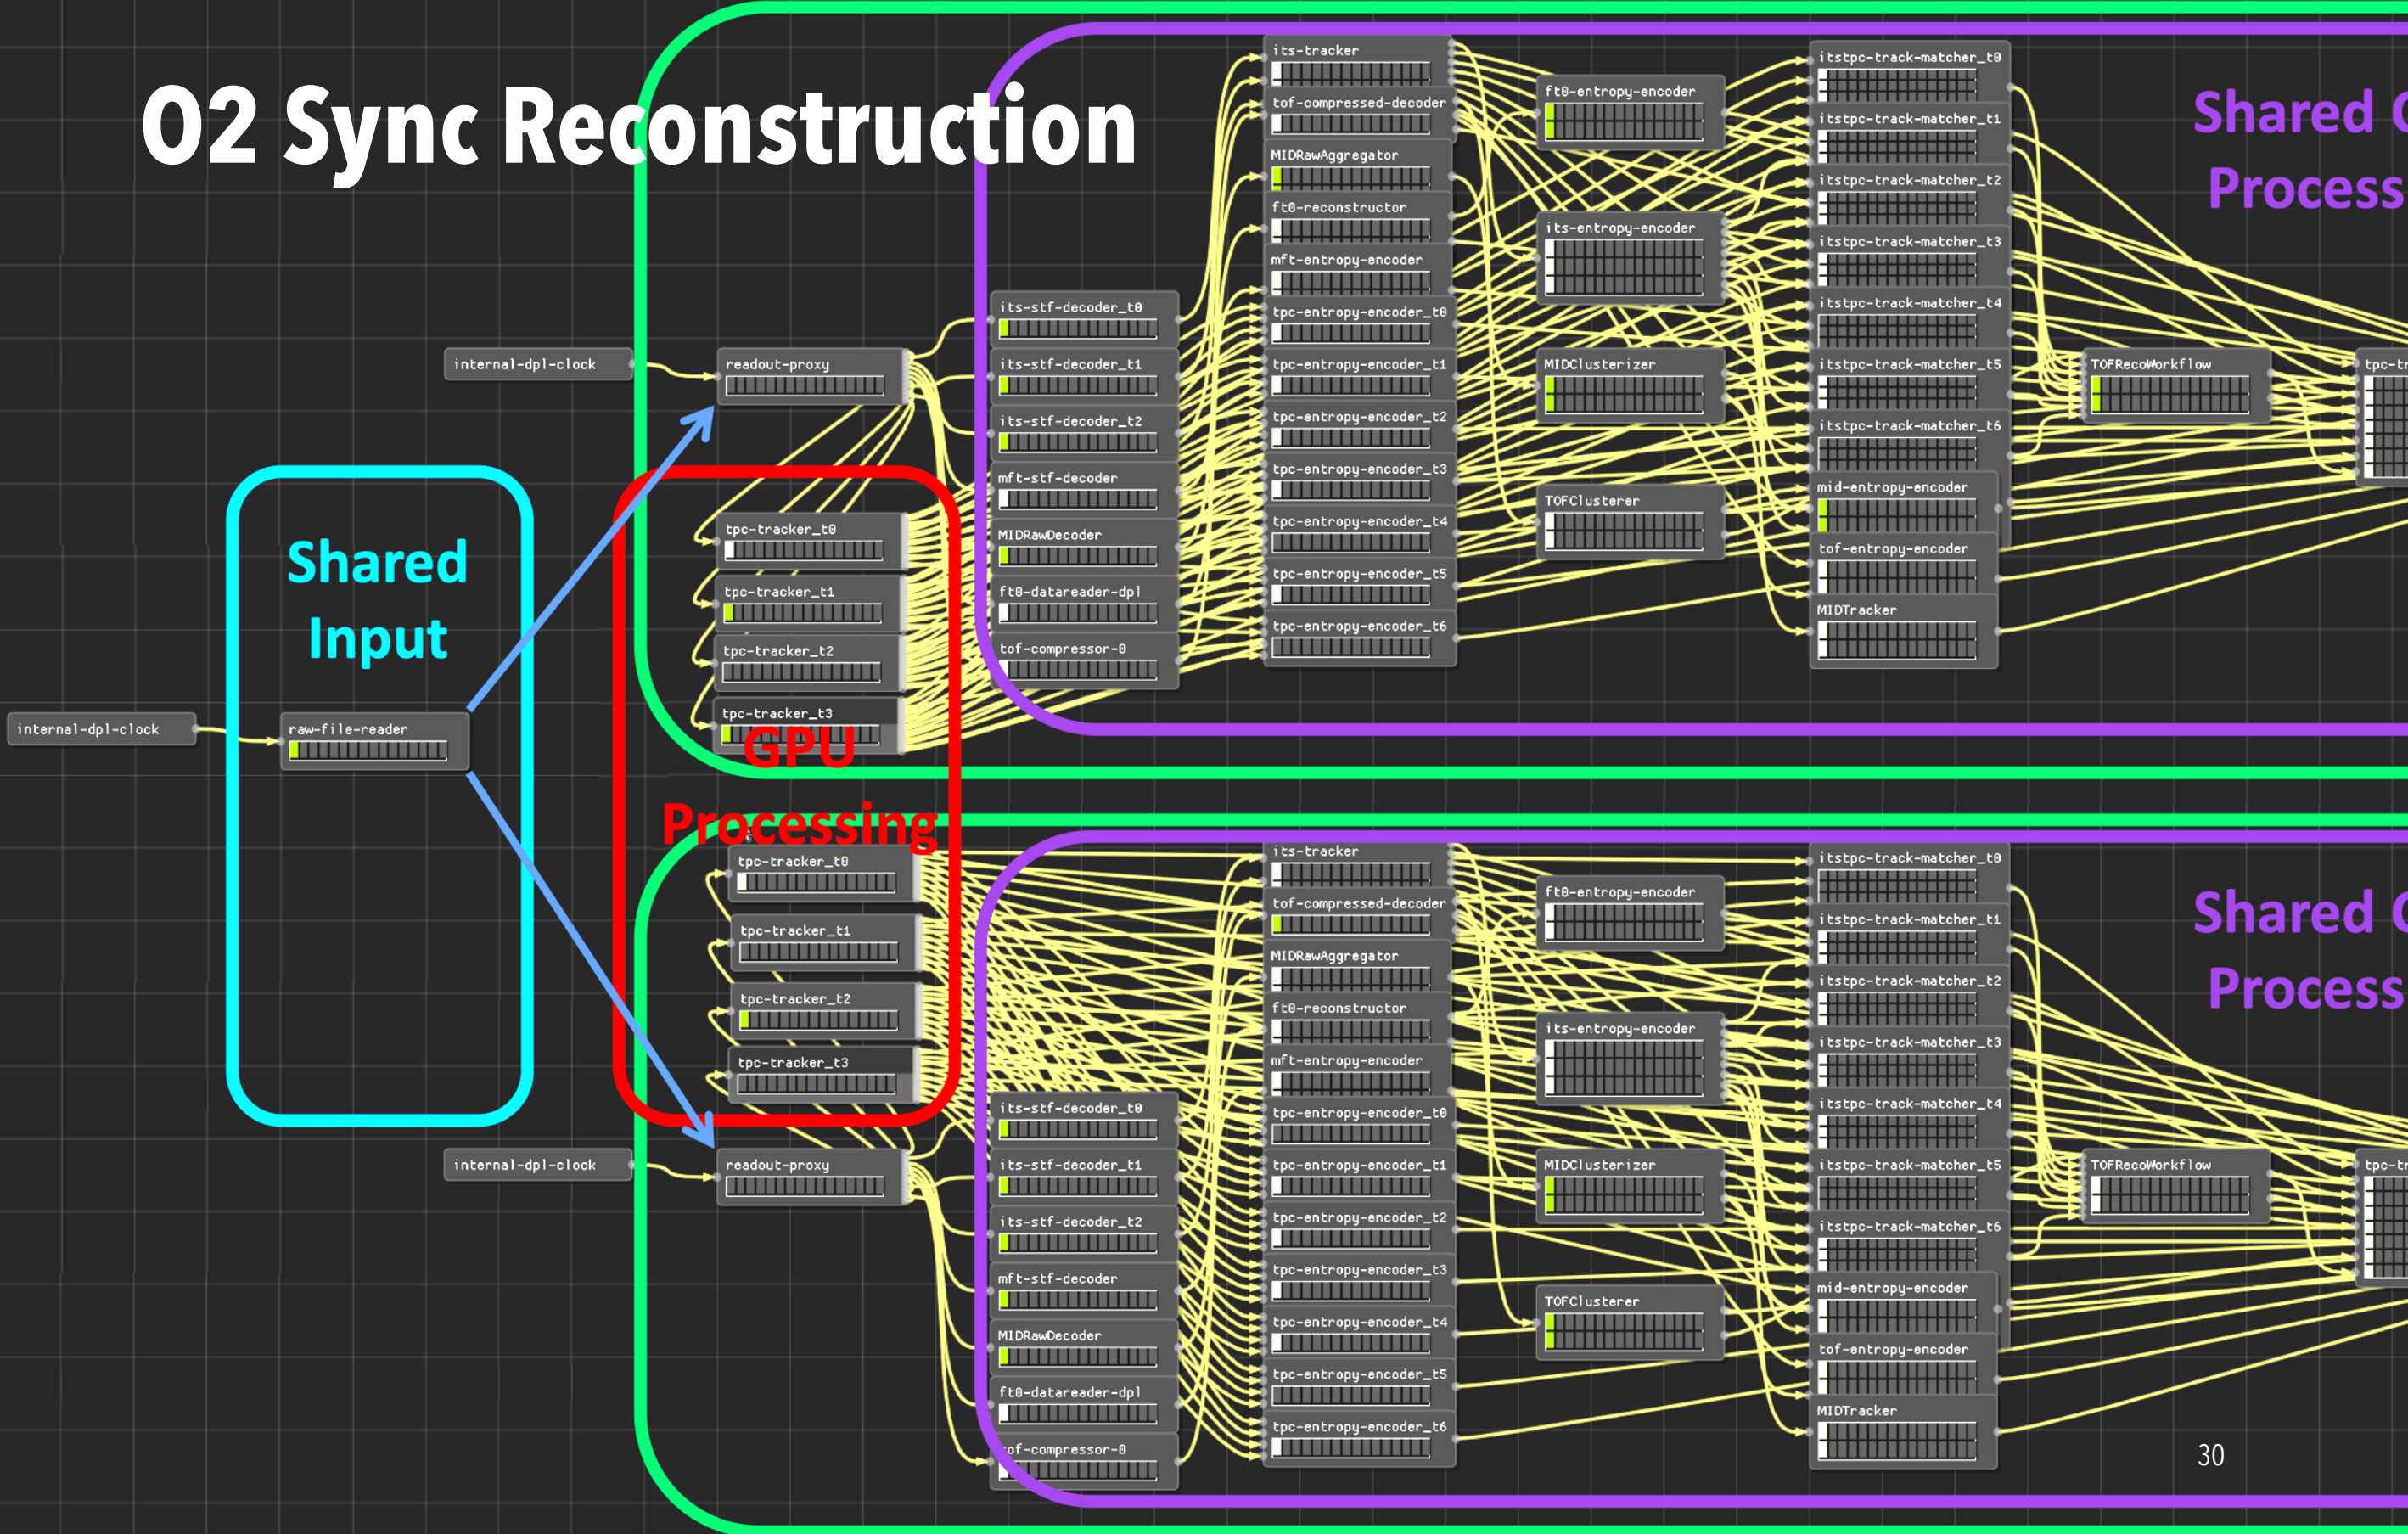 O2 Sync Reconstruction
Shared
Input
internal-dpl-clock
raw-file-reader
internal-dpl-clock
readout-proxy
tpc-tracker_t0
tpc-tracker_t1
tpc-tracker_t2
tpc-tracker_t3
GPU
Processing
its-stf-decoder_t0
its-stf-decoder_t1
its-stf-decoder_t2
mft-stf-decoder
MIDRawDecoder
ft0-datareader-dpl
tof-compressor-0
its-tracker
tof-compressed-decoder
MIDRawAggregator
ft0-reconstructor
mft-entropy-encoder
tpc-entropy-encoder_t0
tpc-entropy-encoder_t1
tpc-entropy-encoder_t2
tpc-entropy-encoder_t3
tpc-entropy-encoder_t4
tpc-entropy-encoder_t5
tpc-entropy-encoder_t6
ft0-entropy-encoder
its-entropy-encoder
MIDClusterizer
TOFClusterer
itstpc-track-matcher_t0
itstpc-track-matcher_t1
itstpc-track-matcher_t2
itstpc-track-matcher_t3
itstpc-track-matcher_t4
itstpc-track-matcher_t5
itstpc-track-matcher_t6
mid-entropy-encoder
tof-entropy-encoder
MIDTracker
Shared
Process
TOFRecoWorkflow
tpc-tr
tpc-tracker_t0
tpc-tracker_t1
tpc-tracker_t2
tpc-tracker_t3
internal-dpl-clock
readout-proxy
its-stf-decoder_t0
its-stf-decoder_t1
its-stf-decoder_t2
mft-stf-decoder
MIDRawDecoder
ft0-datareader-dpl
tof-compressor-0
its-tracker
tof-compressed-decoder
MIDRawAggregator
ft0-reconstructor
mft-entropy-encoder
tpc-entropy-encoder_t0
tpc-entropy-encoder_t1
tpc-entropy-encoder_t2
tpc-entropy-encoder_t3
tpc-entropy-encoder_t4
tpc-entropy-encoder_t5
tpc-entropy-encoder_t6
ft0-entropy-encoder
its-entropy-encoder
MIDClusterizer
TOFClusterer
itstpc-track-matcher_t0
itstpc-track-matcher_t1
itstpc-track-matcher_t2
itstpc-track-matcher_t3
itstpc-track-matcher_t4
itstpc-track-matcher_t5
itstpc-track-matcher_t6
mid-entropy-encoder
tof-entropy-encoder
MIDTracker
Shared
Process
TOFRecoWorkflow
tpc-tr
30